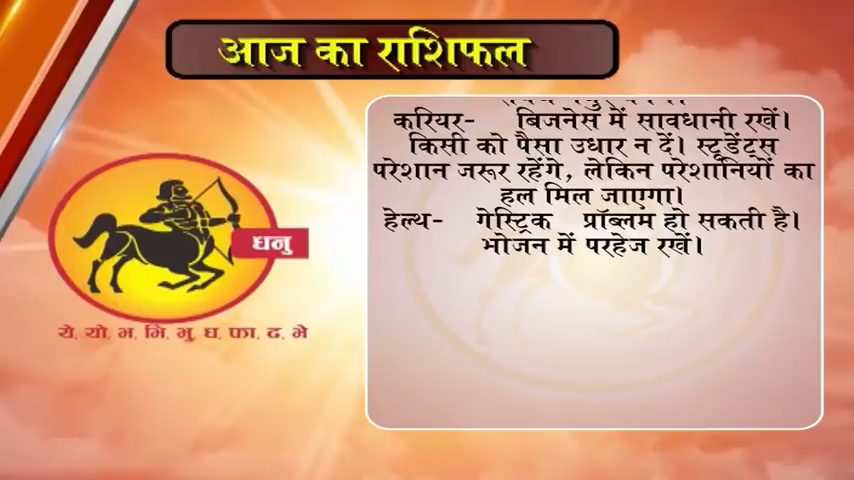 आज का राशिफल
करियर- बिजनेस में सावधानी रखें।
किसी को पैसा उधार न दें। स्टूडेंट्स
परेशान जरूर रहेंगे, लेकिन परेशानियों का
हल मिल जाएगा।
हेल्थ- गेस्ट्रिक प्रॉब्लम हो सकती है।
भोजन में परहेज रखें।
धनु
ये, यो, भ, भि, भु, ध, फा, ढ, भे